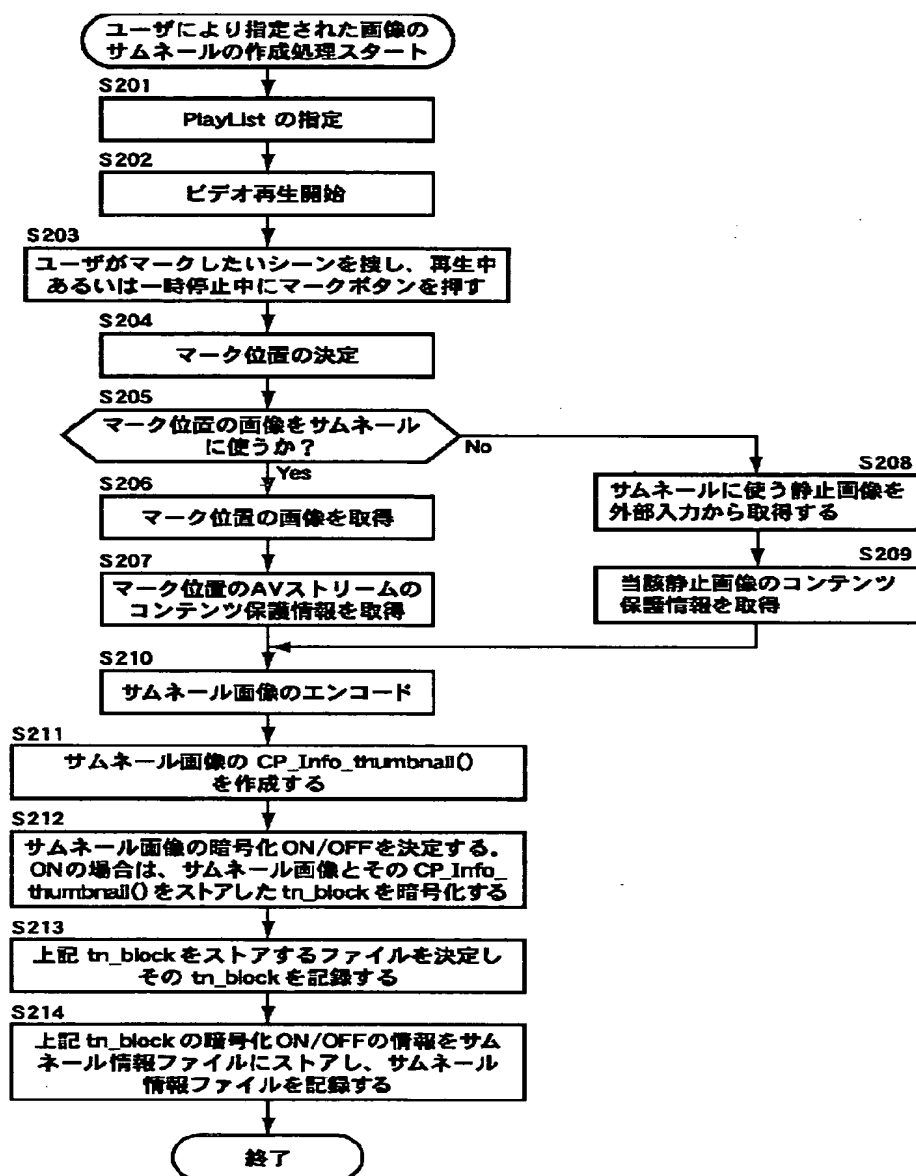 ユーザにより指定された画像の
サムネールの作成処理スタート
S201
PlayList の指定
S202
ビデオ再生開始
S203
ユーザがマークしたいシーンを捜し、再生中
あるいは一時停止中にマークボタンを押す
S204
マーク位置の決定
S205
マーク位置の画像をサムネール
に使うか？
No
Yes
S206
マーク位置の画像を取得
S207
マーク位置のAVストリームの
コンテンツ保護情報を取得
S208
サムネールに使う静止画像を
外部入力から取得する
S209
当該静止画像のコンテンツ
保護情報を取得
S210
サムネール画像のエンコード
S211
サムネール画像の CP_Info_thumbnail()
を作成する
S212
サムネール画像の暗号化ON/OFFを決定する。
ONの場合は、サムネール画像とその CP_Info_
thumbnail()をストアした tn_block を暗号化する
S213
上記 tn_block をストアするファイルを決定し
その tn_block を記録する
S214
上記 tn_block の暗号化ON/OFFの情報をサム
ネール情報ファイルにストアし、サムネール
情報ファイルを記録する
終了